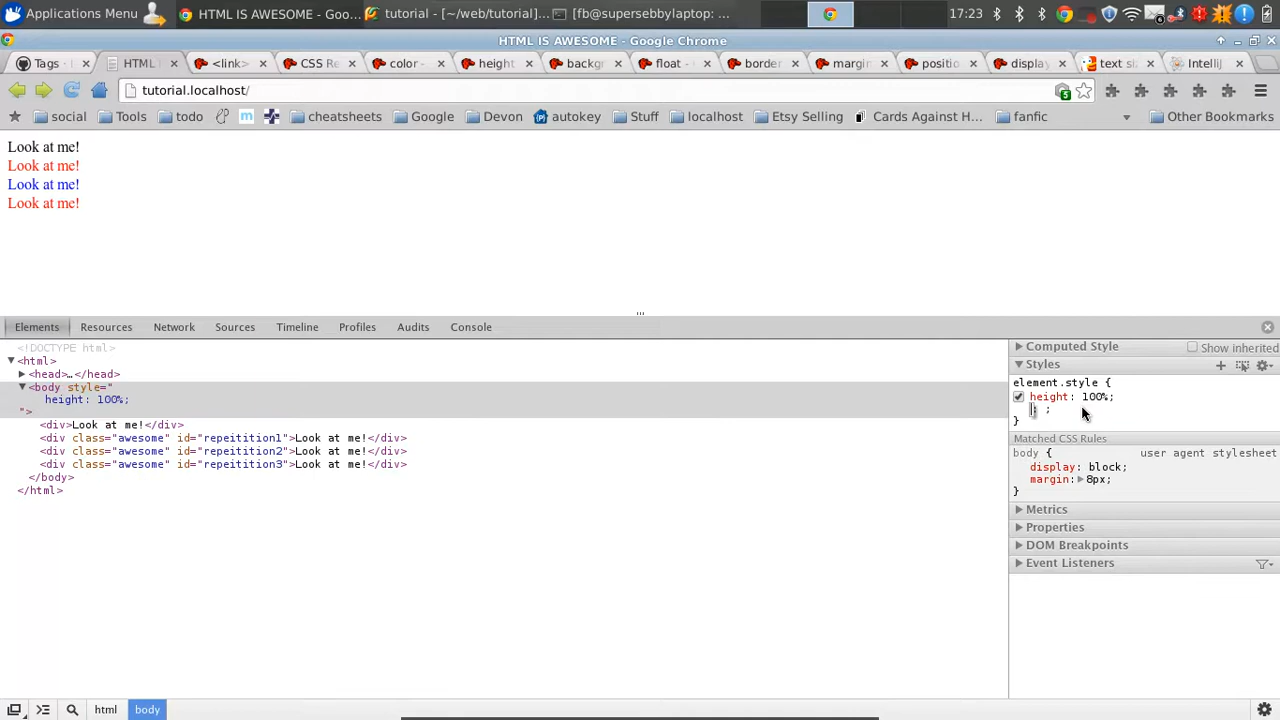 Applications Menu HTML IS AWESOME - Goo... tutorial - [~/web/tutorial]... [fb@supersebbylaptop: ... 17:23
HTML IS AWESOME - Google Chrome
Tags · HTML <link> CSS Re height color - height backgr float - border margin positio display text si IntelliJ
tutorial.localhost/
social Tools todo cheatsheets Google Devon autokey Stuff localhost Etsy Selling Cards Against H... fanfic Other Bookmarks
Look at me!
Look at me!
Look at me!
Look at me!
Elements Resources Network Sources Timeline Profiles Audits Console
<!DOCTYPE html>
<html>
<head>…</head>
<body style="
height: 100%;
">
<div>Look at me!</div>
<div class="awesome" id="repeitition1">Look at me!</div>
<div class="awesome" id="repeitition2">Look at me!</div>
<div class="awesome" id="repeitition3">Look at me!</div>
</body>
</html>
Computed Style Show inherited
Styles
element.style {
height: 100%;
;
}
Matched CSS Rules
body { user agent stylesheet
display: block;
margin: 8px;
}
Metrics
Properties
DOM Breakpoints
Event Listeners
html body